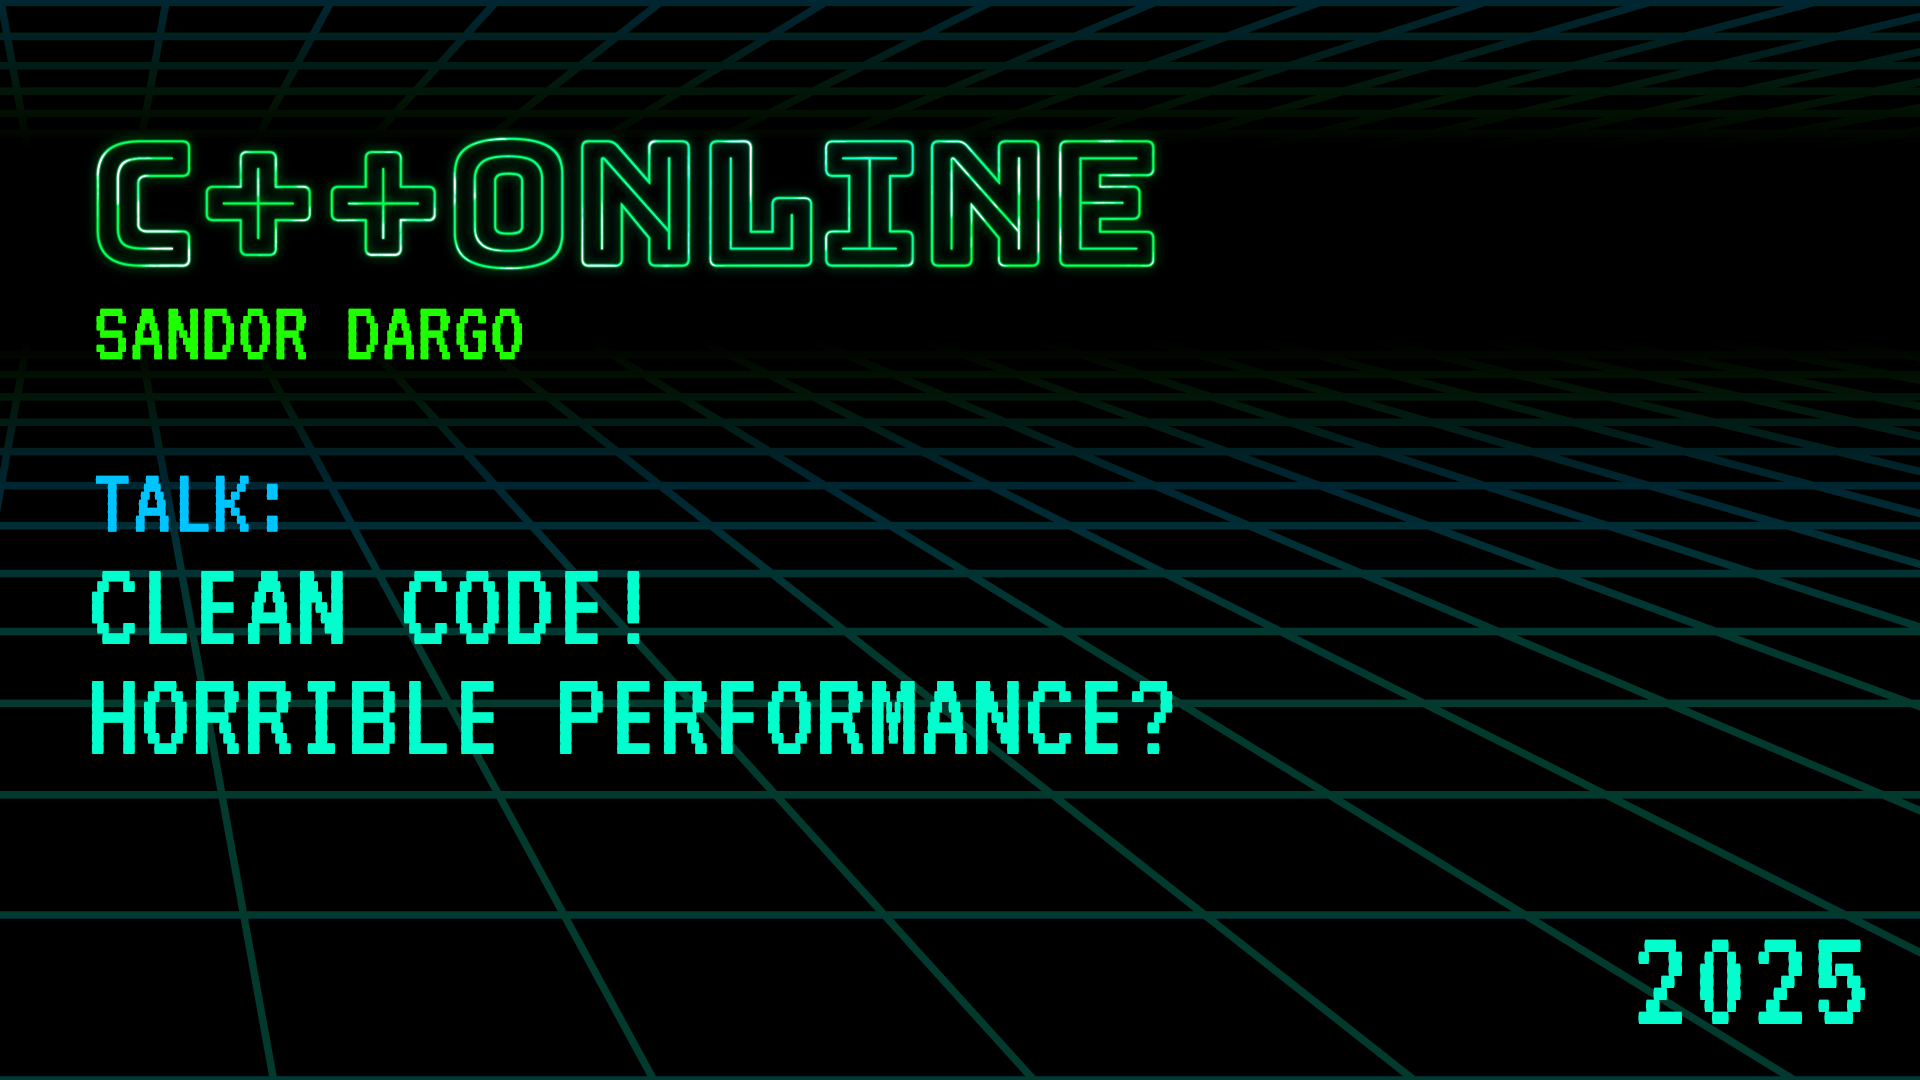 C++ONLINE
SANDOR DARGO
TALK:
CLEAN CODE!
HORRIBLE PERFORMANCE?
2025